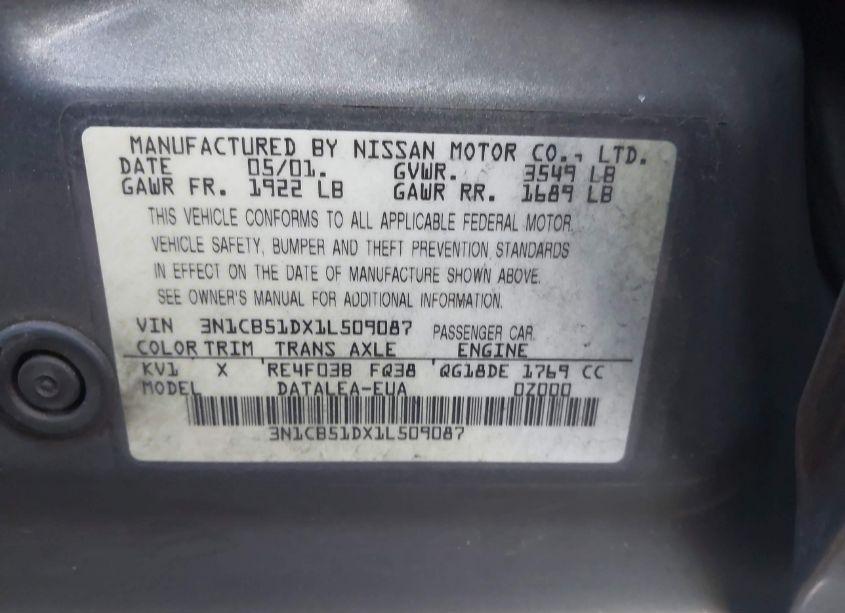 MANUFACTURED BY NISSAN MOTOR CO., LTD.
DATE 05/01. GVWR. 3549 LB
GAWR FR. 1922 LB GAWR RR. 1689 LB
THIS VEHICLE CONFORMS TO ALL APPLICABLE FEDERAL MOTOR
VEHICLE SAFETY, BUMPER AND THEFT PREVENTION STANDARDS
IN EFFECT ON THE DATE OF MANUFACTURE SHOWN ABOVE.
SEE OWNER'S MANUAL FOR ADDITIONAL INFORMATION.
VIN 3N1CB51DX1L509087 PASSENGER CAR
COLOR TRIM TRANS AXLE ENGINE
KV1 X RE4F03B FQ38 QG18DE 1769 CC
MODEL DATALEA-EUA 0Z000
3N1CB51DX1L509087